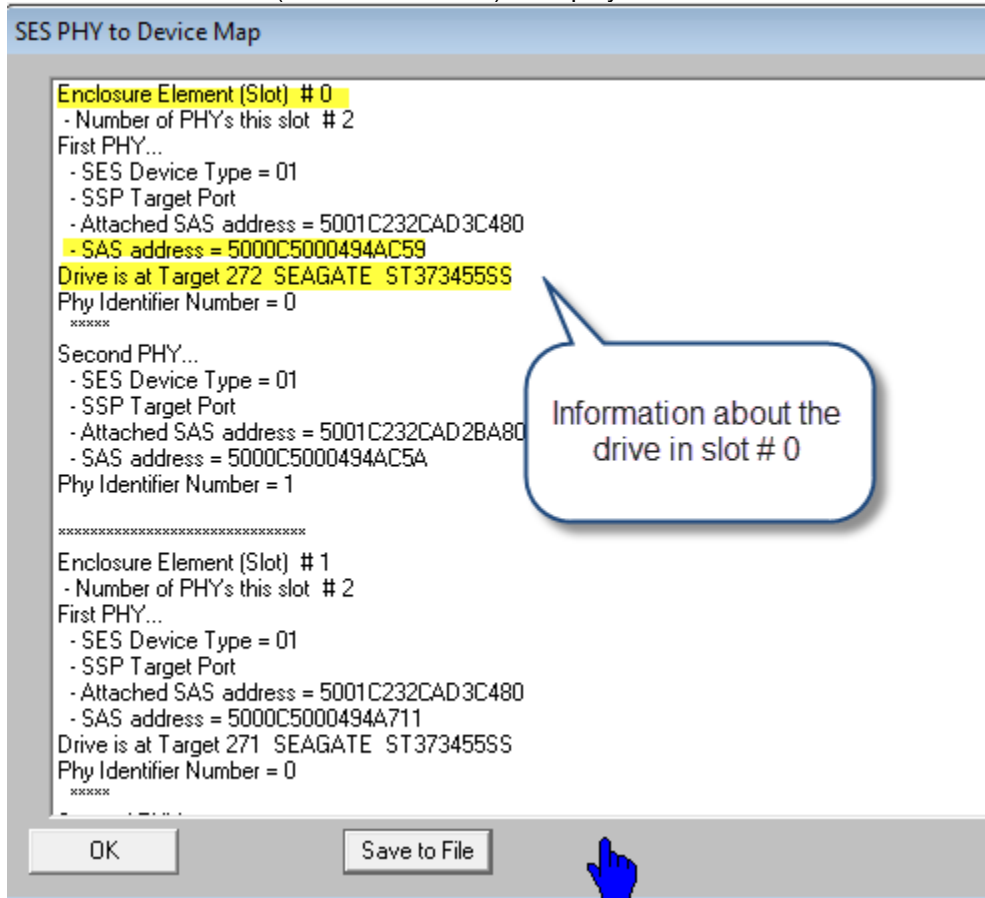 SES PHY to Device Map
Enclosure Element (Slot) # 0
- Number of PHY's this slot # 2
First PHY...
- SES Device Type = 01
- SSP Target Port
- Attached SAS address = 5001C232CAD3C480
- SAS address = 5000C5000494AC59
Drive is at Target 272 SEAGATE ST373455SS
Phy Identifier Number = 0
*****
Second PHY...
- SES Device Type = 01
- SSP Target Port
- Attached SAS address = 5001C232CAD2BA80
- SAS address = 5000C5000494AC5A
Phy Identifier Number = 1
Information about the
drive in slot # 0
*******************************
Enclosure Element (Slot) # 1
- Number of PHY's this slot # 2
First PHY...
- SES Device Type = 01
- SSP Target Port
- Attached SAS address = 5001C232CAD3C480
- SAS address = 5000C5000494A711
Drive is at Target 271 SEAGATE ST373455SS
Phy Identifier Number = 0
*****
OK
Save to File